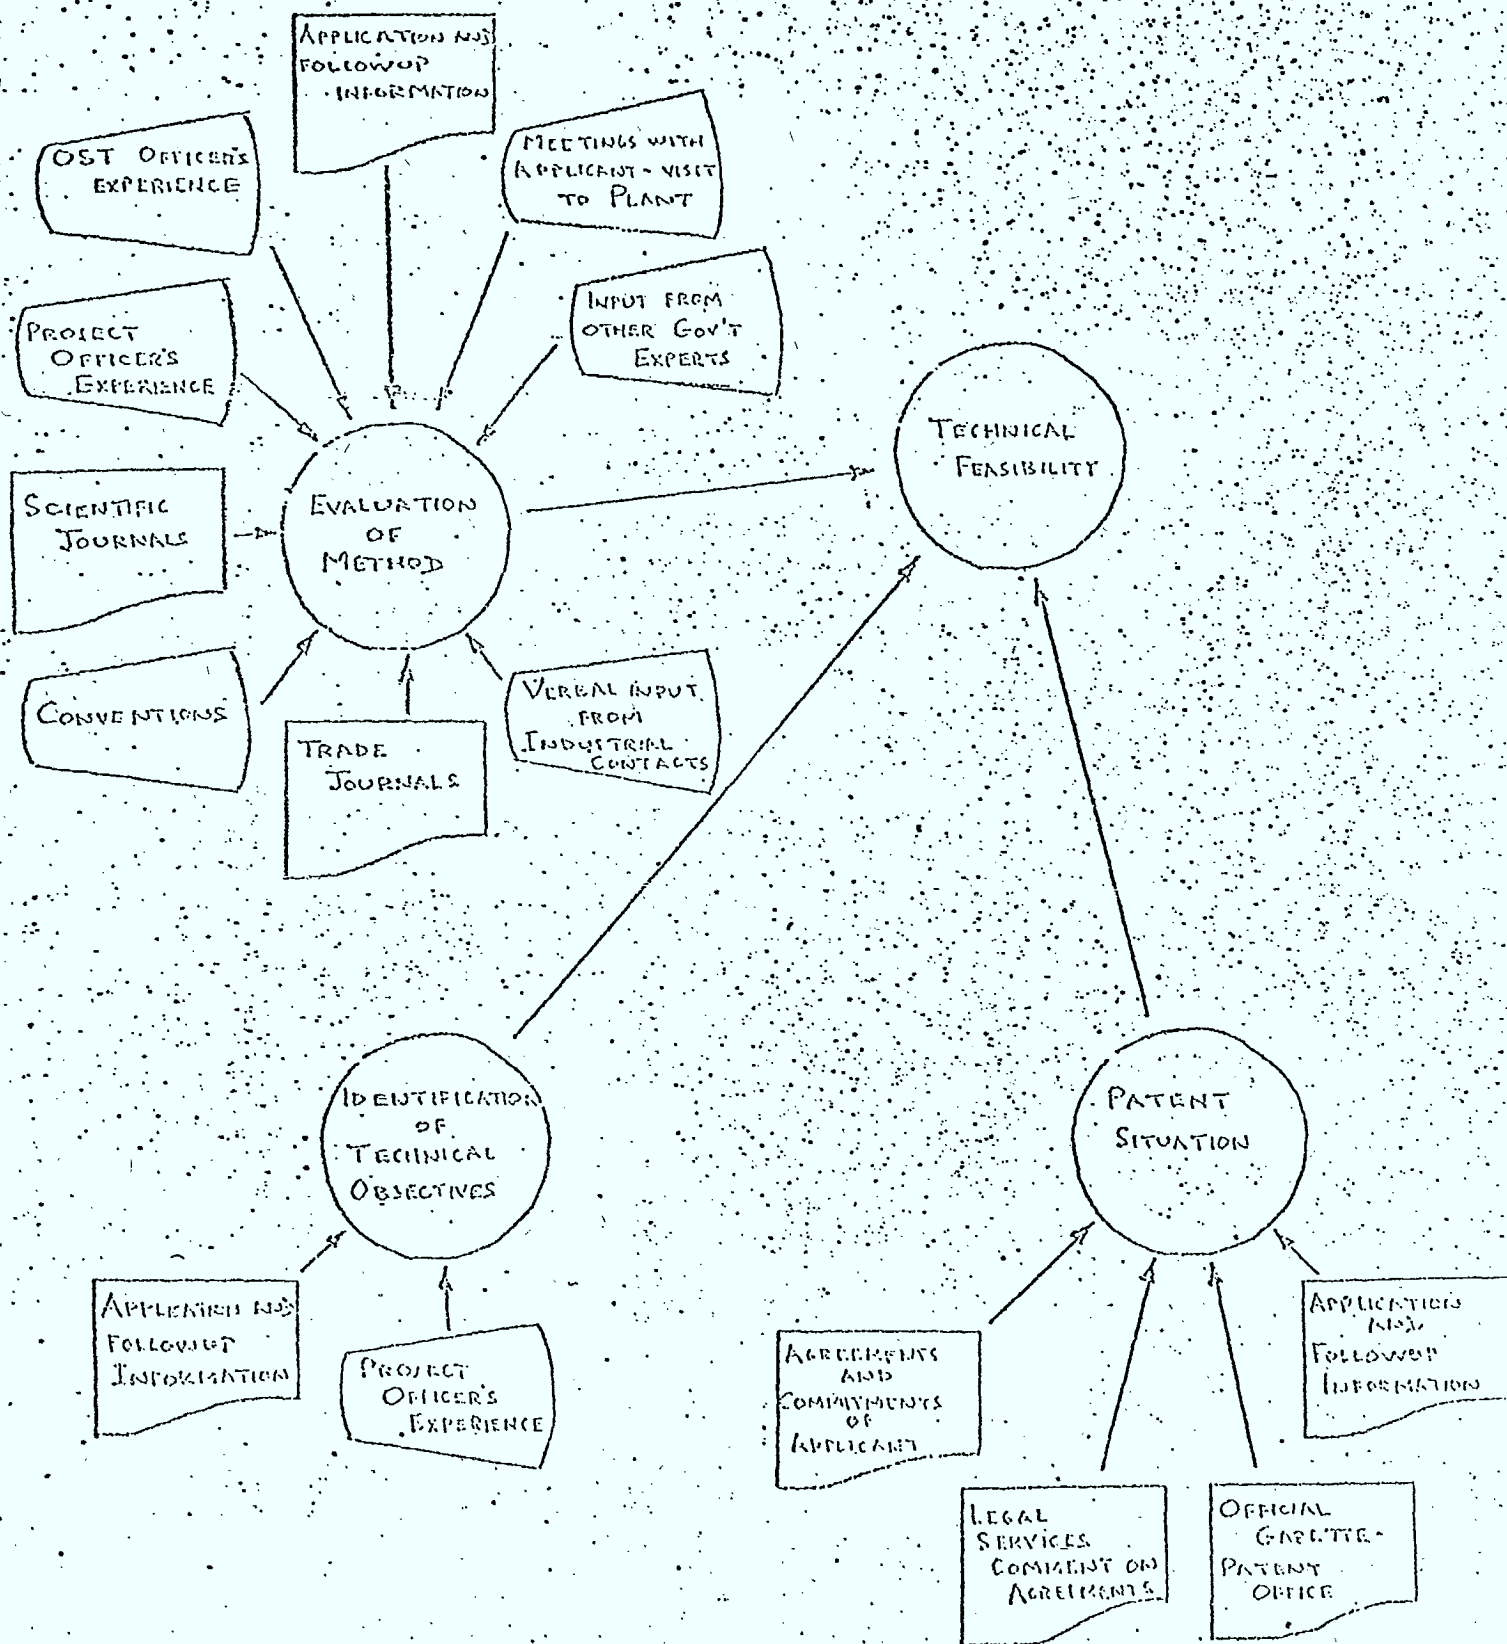 APPLICATION AND
FOLLOWUP
INFORMATION
OST OFFICER'S
EXPERIENCE
MEETINGS WITH
APPLICANT - VISIT
TO PLANT
PROJECT
OFFICER'S
EXPERIENCE
INPUT FROM
OTHER GOV'T
EXPERTS
TECHNICAL
FEASIBILITY
SCIENTIFIC
JOURNALS
EVALUATION
OF
METHOD
CONVENTIONS
TRADE
JOURNALS
VERBAL INPUT
FROM
INDUSTRIAL
CONTACTS
IDENTIFICATION
OF
TECHNICAL
OBJECTIVES
PATENT
SITUATION
APPLICATION AND
FOLLOWUP
INFORMATION
PROJECT
OFFICER'S
EXPERIENCE
AGREEMENTS
AND
COMMITMENTS
OF
APPLICANT
APPLICATION
AND
FOLLOWUP
INFORMATION
LEGAL
SERVICES
COMMENT ON
AGREEMENTS
OFFICIAL
GAZETTE -
PATENT
OFFICE